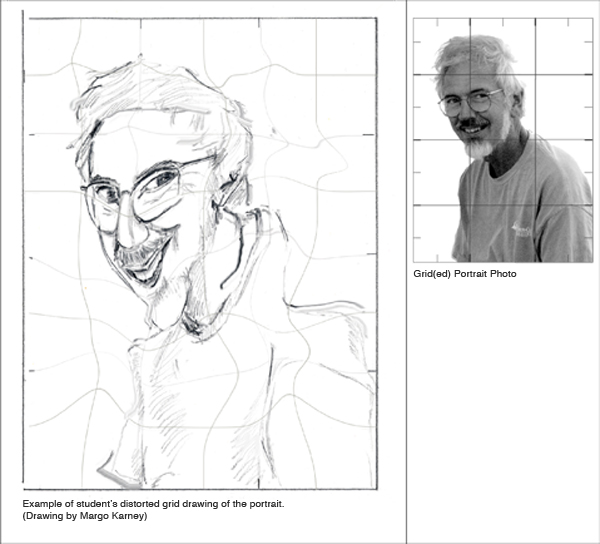 Example of student's distorted grid drawing of the portrait.
(Drawing by Margo Karney)
Grid(ed) Portrait Photo